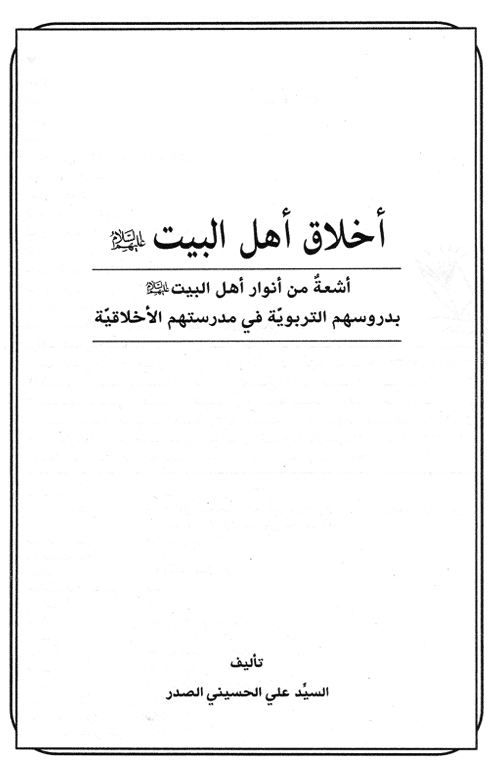 أخلاق أهل البيت عليهم السلام
أشعةٌ من أنوار أهل البيت عليهم السلام
بدروسهم التربويّة في مدرستهم الأخلاقيّة
تأليف
السيِّد علي الحسيني الصدر